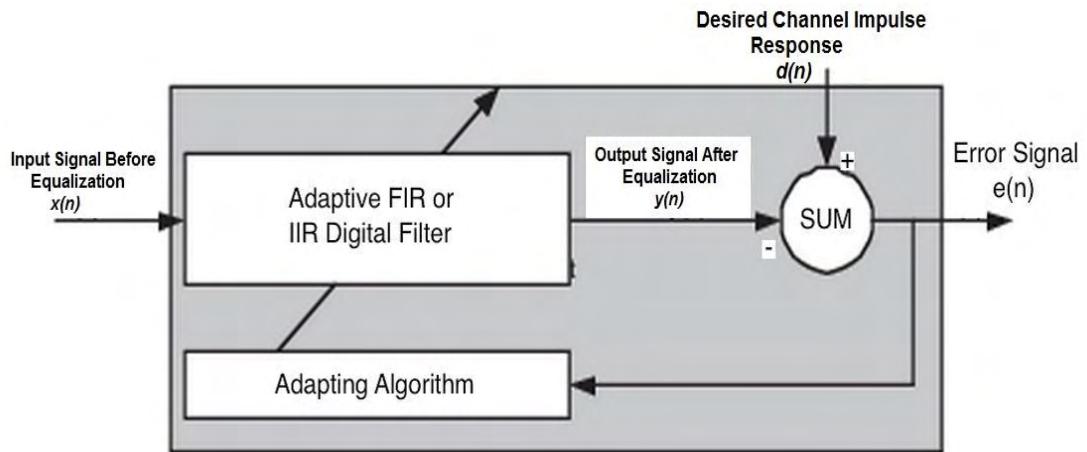 Desired Channel Impulse
Response
d(n)
Input Signal Before
Equalization
x(n)
Adaptive FIR or
IIR Digital Filter
Output Signal After
Equalization
y(n)
+
-
SUM
Error Signal
e(n)
Adapting Algorithm